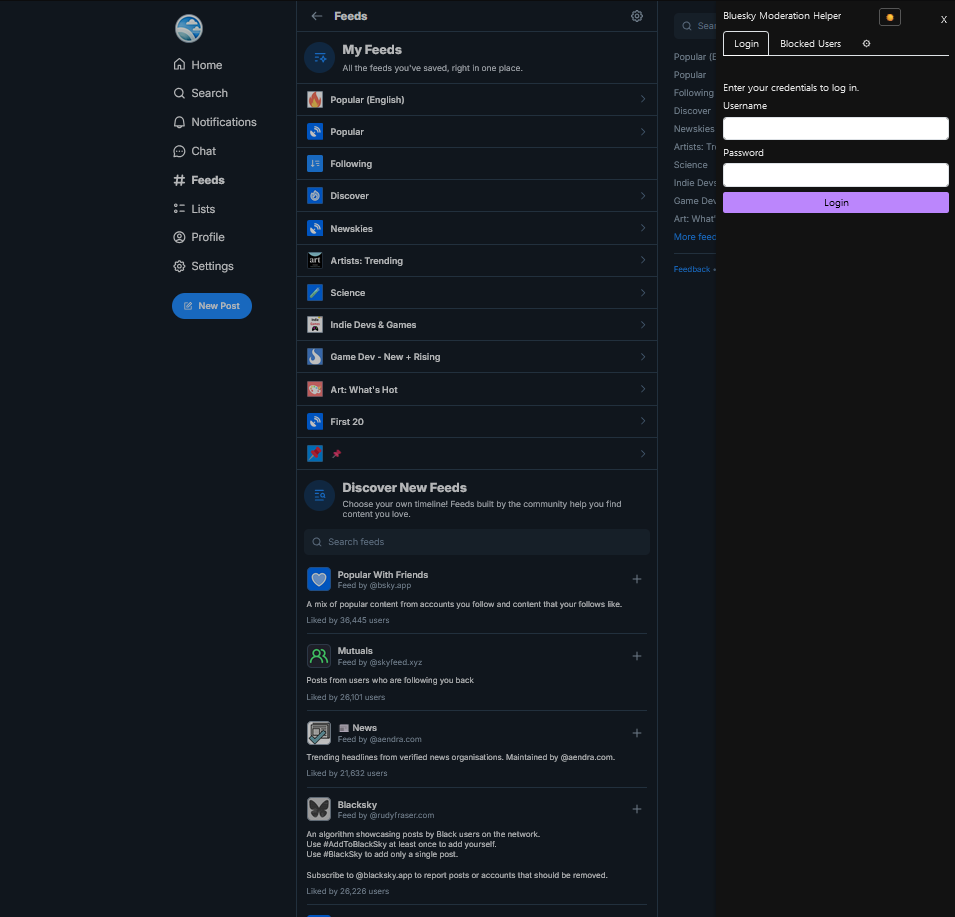 Home
Search
Notifications
Chat
Feeds
Lists
Profile
Settings
New Post
Feeds
My Feeds
All the feeds you've saved, right in one place.
Popular (English)
Popular
Following
Discover
Newskies
Artists: Trending
Science
Indie Devs & Games
Game Dev - New + Rising
Art: What's Hot
First 20
Discover New Feeds
Choose your own timeline! Feeds built by the community help you find
content you love.
Search feeds
Popular With Friends
Feed by @bsky.app
A mix of popular content from accounts you follow and content that your follows like.
Liked by 36,445 users
Mutuals
Feed by @skyfeed.xyz
Posts from users who are following you back
Liked by 26,101 users
News
Feed by @aendra.com
Trending headlines from verified news organisations. Maintained by @aendra.com.
Liked by 21,632 users
Blacksky
Feed by @rudyfraser.com
An algorithm showcasing posts by Black users on the network.
Use #AddToBlackSky at least once to add yourself.
Use #BlackSky to add only a single post.
Subscribe to @blacksky.app to report posts or accounts that should be removed.
Liked by 26,226 users
Sear
Popular (E
Popular
Following
Discover
Newskies
Artists: Tr
Science
Indie Devs
Game Dev
Art: What'
More feed
Feedback •
Bluesky Moderation Helper
X
Login
Blocked Users
Enter your credentials to log in.
Username
Password
Login